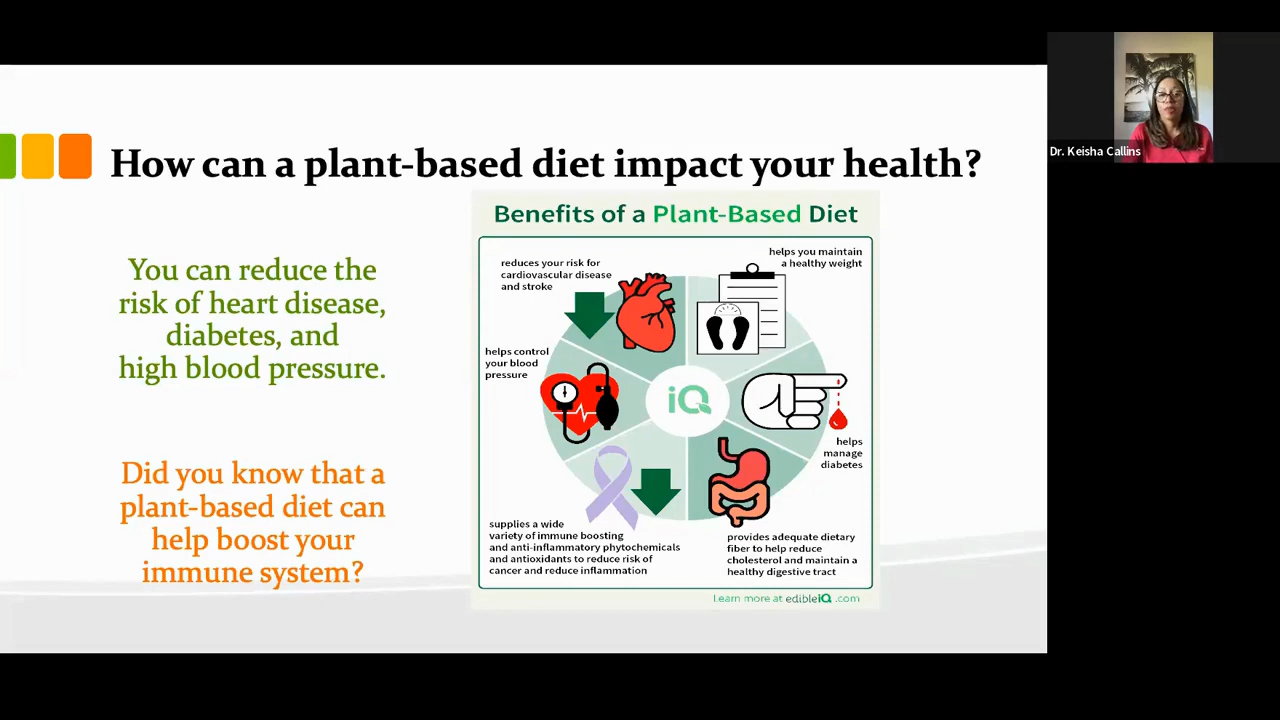 How can a plant-based diet impact your health?
You can reduce the
risk of heart disease,
diabetes, and
high blood pressure.
Did you know that a
plant-based diet can
help boost your
immune system?
Benefits of a Plant-Based Diet
reduces your risk for
cardiovascular disease
and stroke
helps you maintain
a healthy weight
helps control
your blood
pressure
iQ
helps
manage
diabetes
supplies a wide
variety of immune boosting
and anti-inflammatory phytochemicals
and antioxidants to reduce risk of
cancer and reduce inflammation
provides adequate dietary
fiber to help reduce
cholesterol and maintain a
healthy digestive tract
Learn more at edibleiQ.com
Dr. Keisha Callins